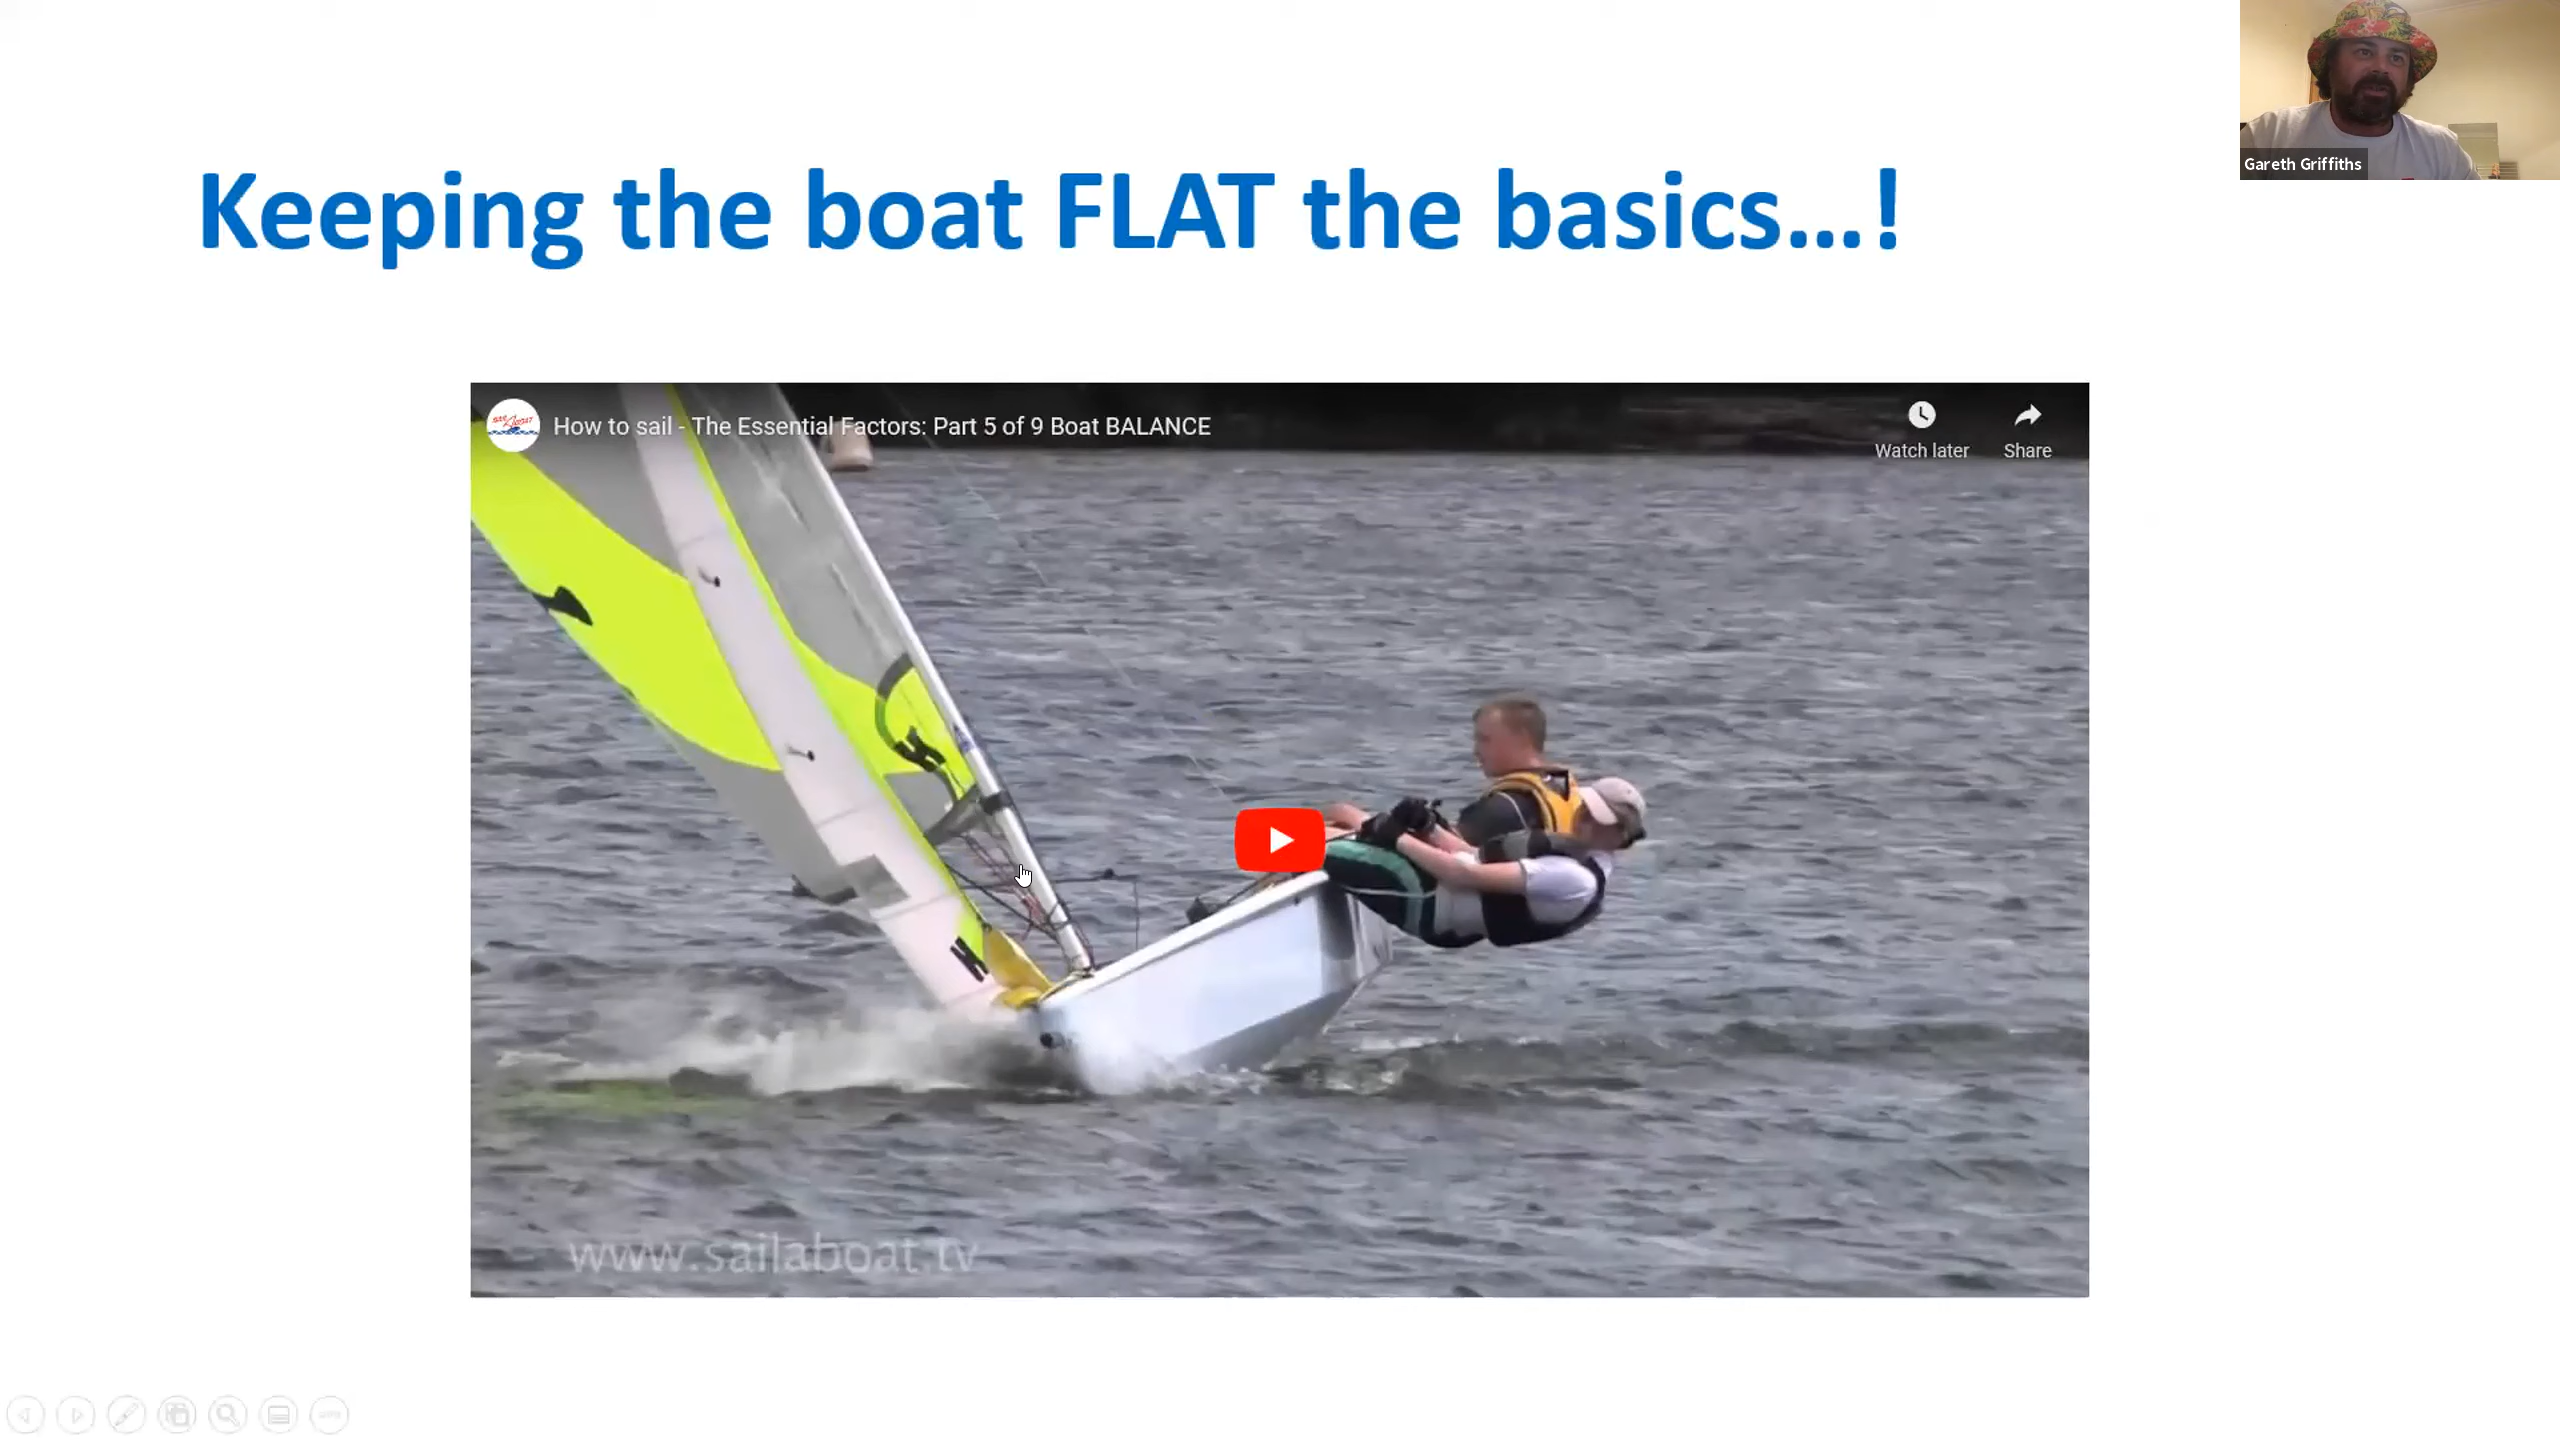 Keeping the boat FLAT the basics...!
Gareth Griffiths
How to sail - The Essential Factors: Part 5 of 9 Boat BALANCE
Watch later
Share
www.sailaboat.tv